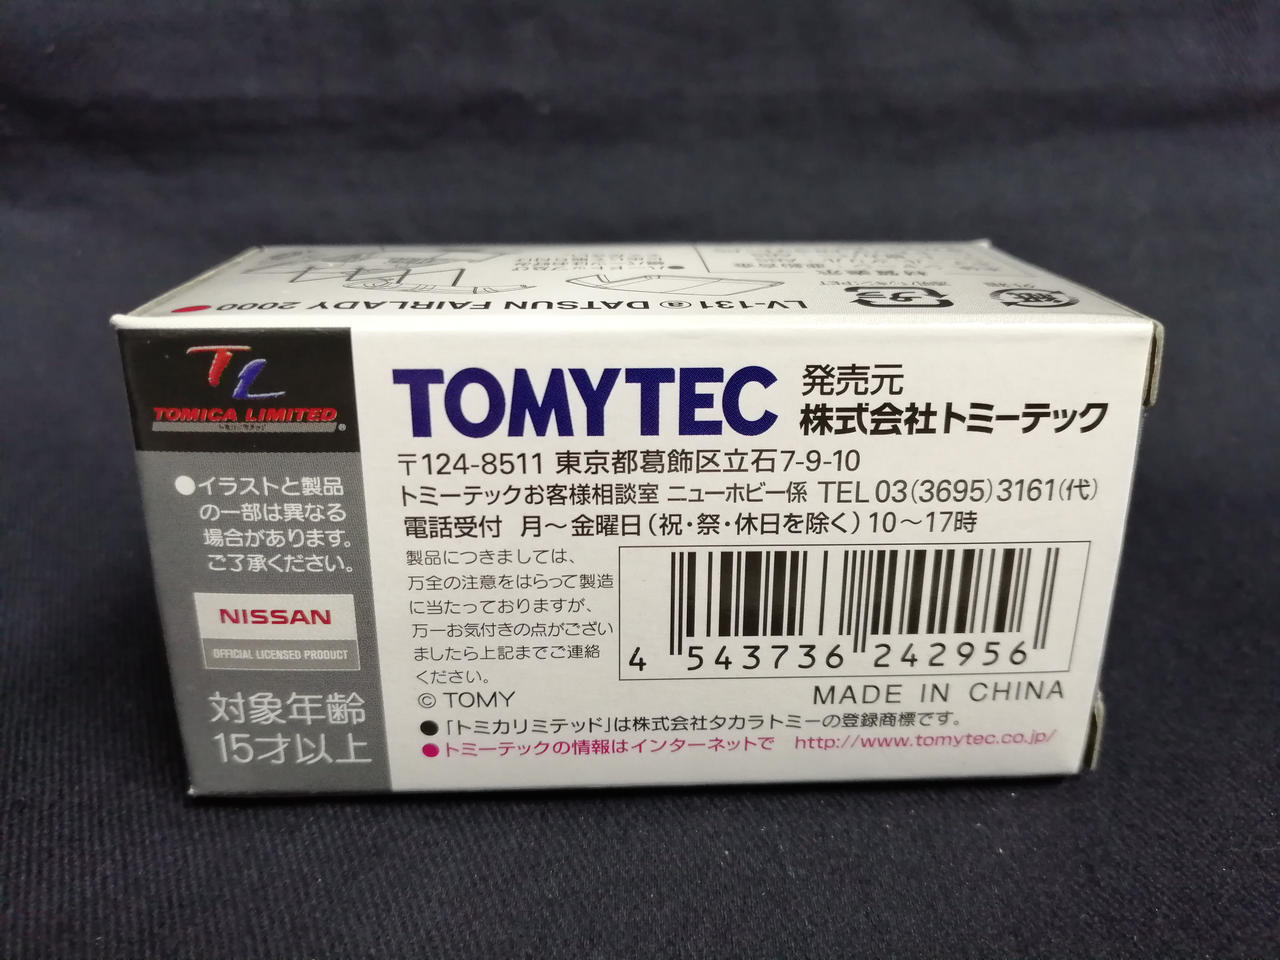 LV-131ⓐ DATSUN FAIRLADY 2000
TL
TOMICA LIMITED
●イラストと製品
の一部は異なる
場合があります。
ご了承ください。
NISSAN
OFFICIAL LICENSED PRODUCT
対象年齢
15才以上
TOMYTEC
発売元
株式会社トミーテック
〒124-8511 東京都葛飾区立石7-9-10
トミーテックお客様相談室 ニューホビー係 TEL 03(3695)3161(代)
電話受付 月〜金曜日(祝・祭・休日を除く)10〜17時
製品につきましては、
万全の注意をはらって製造
に当たっておりますが、
万一お気付きの点がござい
ましたら上記までご連絡
ください。
© TOMY
4 543736 242956
MADE IN CHINA
●「トミカリミテッド」は株式会社タカラトミーの登録商標です。
●トミーテックの情報はインターネットで http://www.tomytec.co.jp/